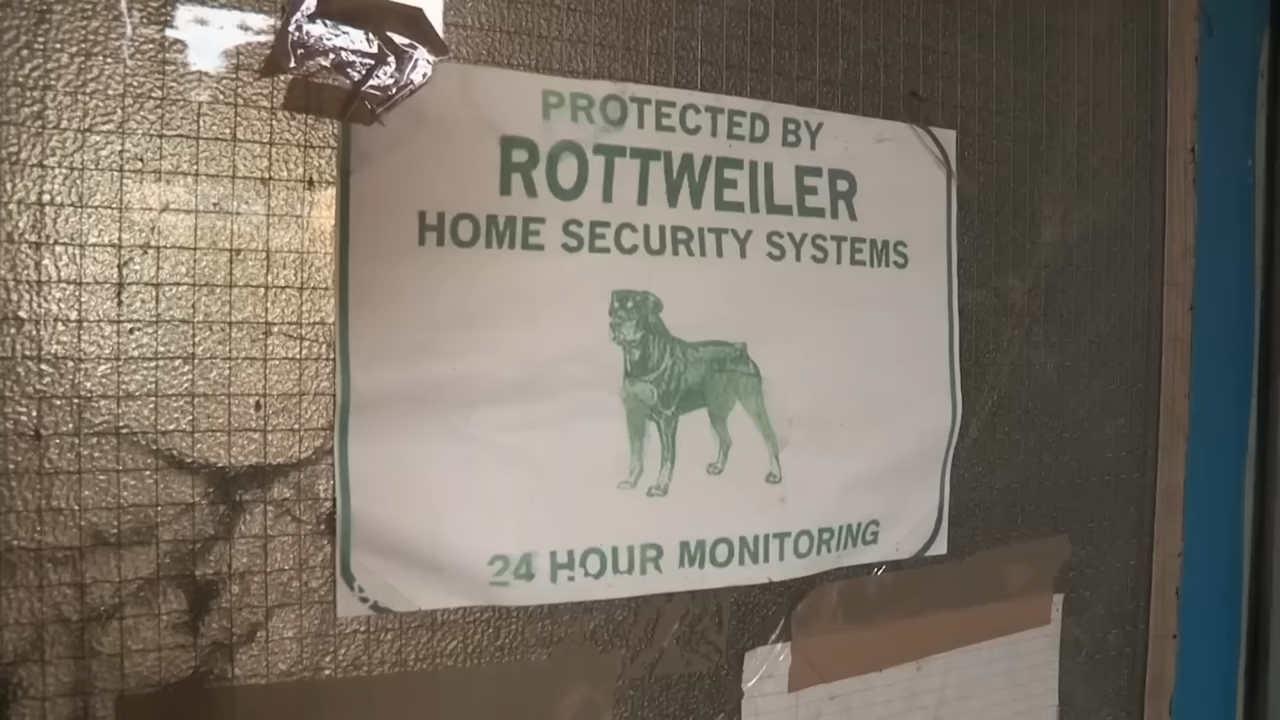 PROTECTED BY
ROTTWEILER
HOME SECURITY SYSTEMS
24 HOUR MONITORING